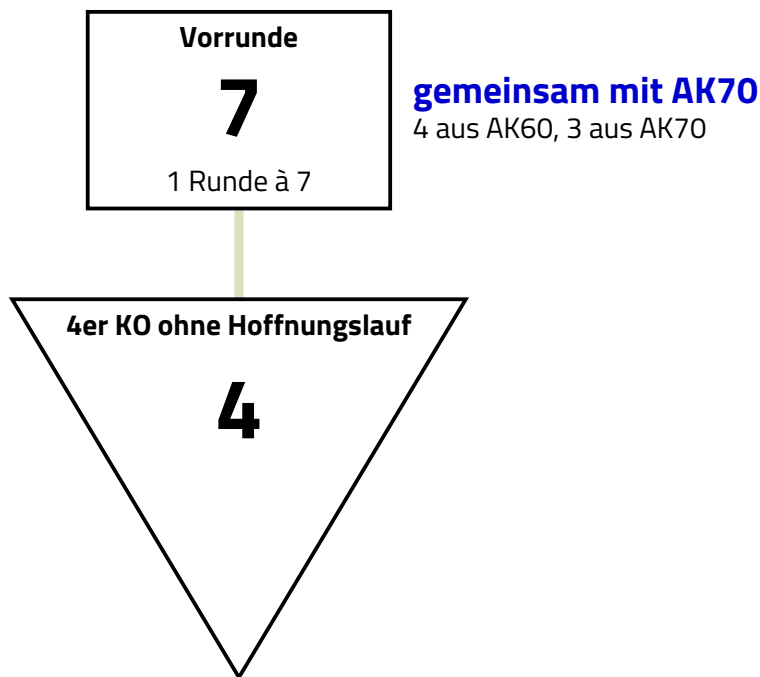 Vorrunde
7
1 Runde à 7
gemeinsam mit AK70
4 aus AK60, 3 aus AK70
4er KO ohne Hoffnungslauf
4